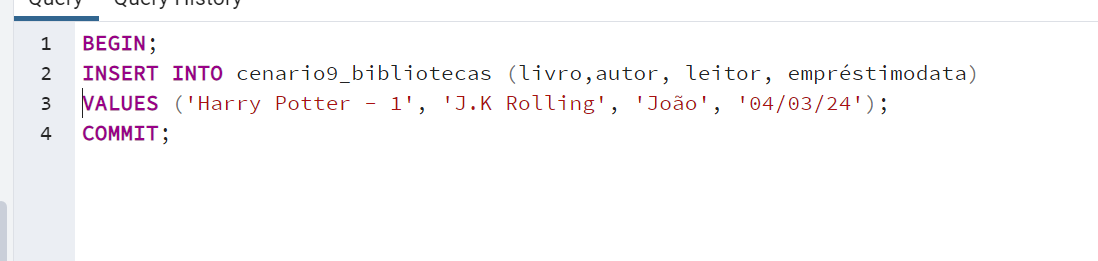 Query Query History
1 BEGIN;
2 INSERT INTO cenario9_bibliotecas (livro,autor, leitor, empréstimodata)
3 VALUES ('Harry Potter - 1', 'J.K Rolling', 'João', '04/03/24');
4 COMMIT;